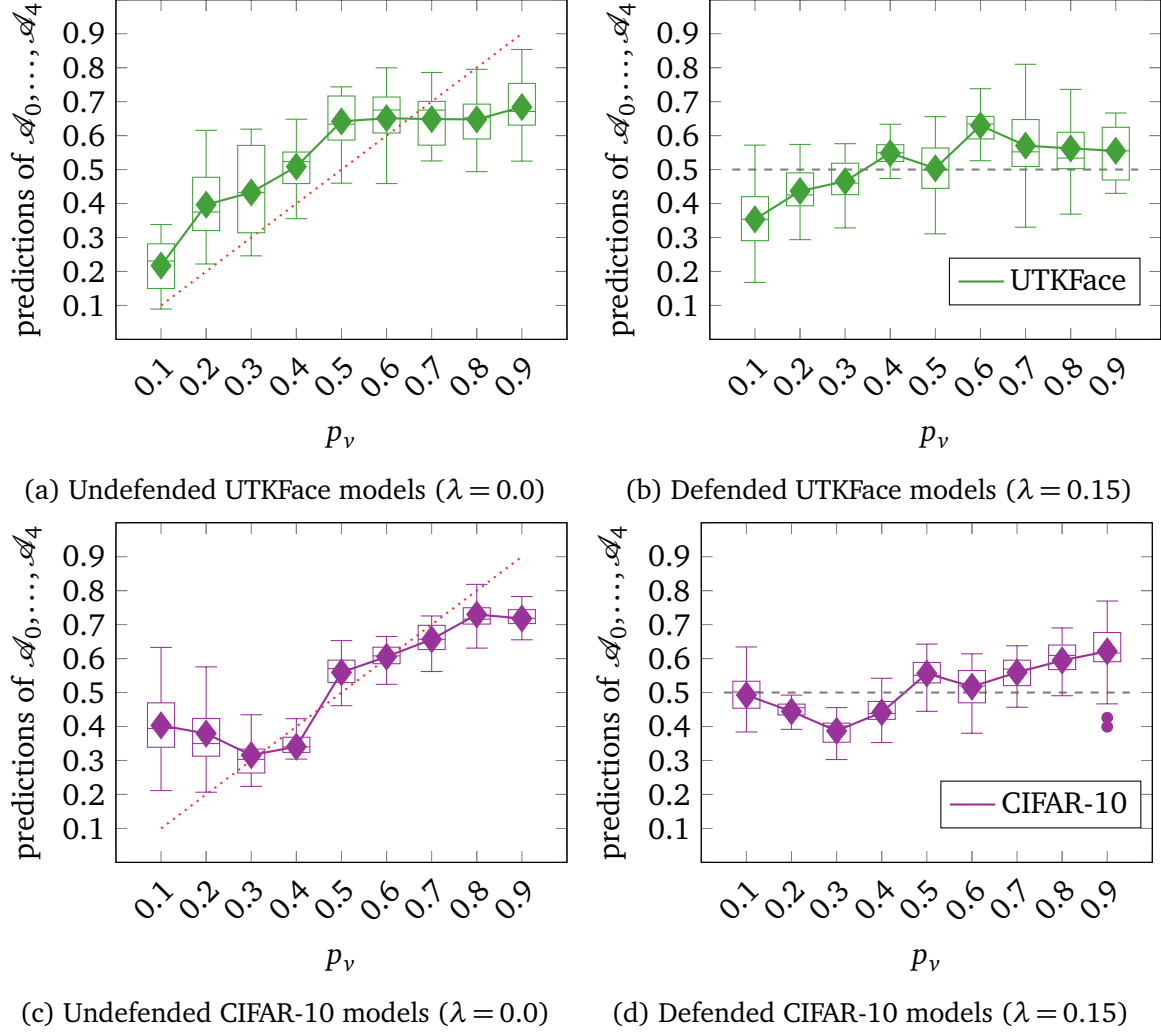 predictions of 𝒜₀,…,𝒜₄
0.9
0.8
0.7
0.6
0.5
0.4
0.3
0.2
0.1
0.1 0.2 0.3 0.4 0.5 0.6 0.7 0.8 0.9
pᵥ
(a) Undefended UTKFace models (λ = 0.0)
predictions of 𝒜₀,…,𝒜₄
0.9
0.8
0.7
0.6
0.5
0.4
0.3
0.2
0.1
UTKFace
0.1 0.2 0.3 0.4 0.5 0.6 0.7 0.8 0.9
pᵥ
(b) Defended UTKFace models (λ = 0.15)
predictions of 𝒜₀,…,𝒜₄
0.9
0.8
0.7
0.6
0.5
0.4
0.3
0.2
0.1
0.1 0.2 0.3 0.4 0.5 0.6 0.7 0.8 0.9
pᵥ
(c) Undefended CIFAR-10 models (λ = 0.0)
predictions of 𝒜₀,…,𝒜₄
0.9
0.8
0.7
0.6
0.5
0.4
0.3
0.2
0.1
CIFAR-10
0.1 0.2 0.3 0.4 0.5 0.6 0.7 0.8 0.9
pᵥ
(d) Defended CIFAR-10 models (λ = 0.15)